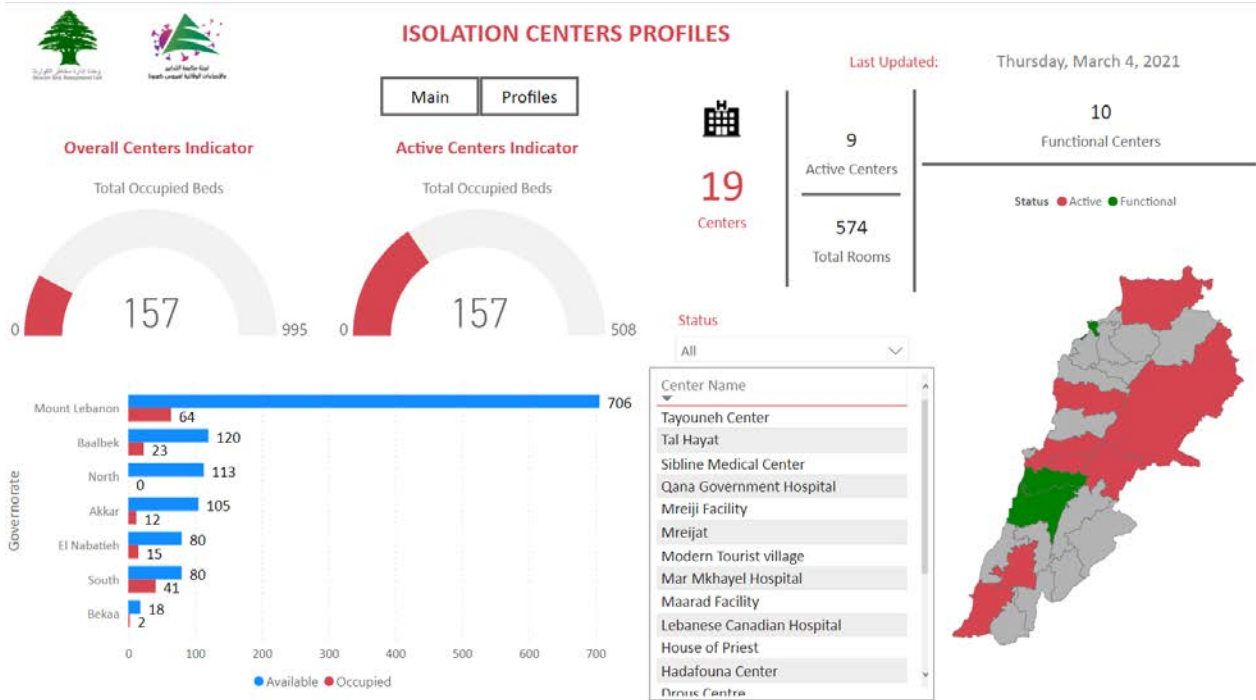 ISOLATION CENTERS PROFILES
Last Updated:
Thursday, March 4, 2021
Main
Profiles
Overall Centers Indicator
Total Occupied Beds
157
0
995
Active Centers Indicator
Total Occupied Beds
157
0
508
H
19
Centers
9
Active Centers
574
Total Rooms
10
Functional Centers
Status Active Functional
Status
All
Center Name
Tayouneh Center
Tal Hayat
Sibline Medical Center
Qana Government Hospital
Mreiji Facility
Mreijat
Modern Tourist village
Mar Mkhayel Hospital
Maarad Facility
Lebanese Canadian Hospital
House of Priest
Hadafouna Center
Drous Centre
Governorate
Mount Lebanon 706
64
Baalbek 120
23
North 113
0
Akkar 105
12
El Nabatieh 80
15
South 80
41
Bekaa 18
2
0 100 200 300 400 500 600 700
Available Occupied